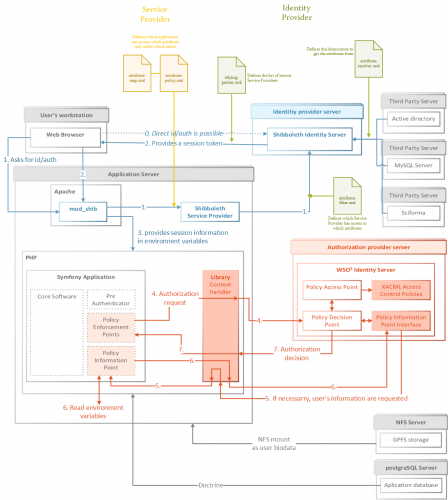 Service
Provider
Identity
Provider
Defines which application
can access which attribute
and under which name
attribute
map.xml
attribute
policy.xml
relying-
party.xml
Defines the list of known
Service Providers
Defines the datasources to
get the attributes from
attribute
resolver.xml
User's workstation
Web Browser
0. Direct id/auth is possible
2. Provides a session token
Identity provider server
Shibboleth Identity Server
Third Party Server
Active directory
Third Party Server
MySQL Server
Third Party Server
Sciforma
1. Asks for id/auth
2.
Application Server
Apache
mod_shib
1.
Shibboleth
Service Provider
1.
attribute
filter.xml
Defines which Service
Provider has access to
which attributes
3. provides session information
in environment variables
PHP
Symfony Application
Core Software
Pre
Authenticator
Policy
Enforcement
Points
Policy
Information
Point
Library
Context
handler
4. Authorization
request
4.
7.
7. Authorization
decision
6.
6.
5.
5. If necessarry, user's information are requested
6. Read environment
variables
Authorization provider server
WSO² Identity Server
Policy Access Point
XACML Access
Control Policies
Policy Decision
Point
Policy Information
Point Interface
NFS Server
GPFS storage
NFS mount
as user biodata
postgreSQL Server
Aplication database
Doctrine